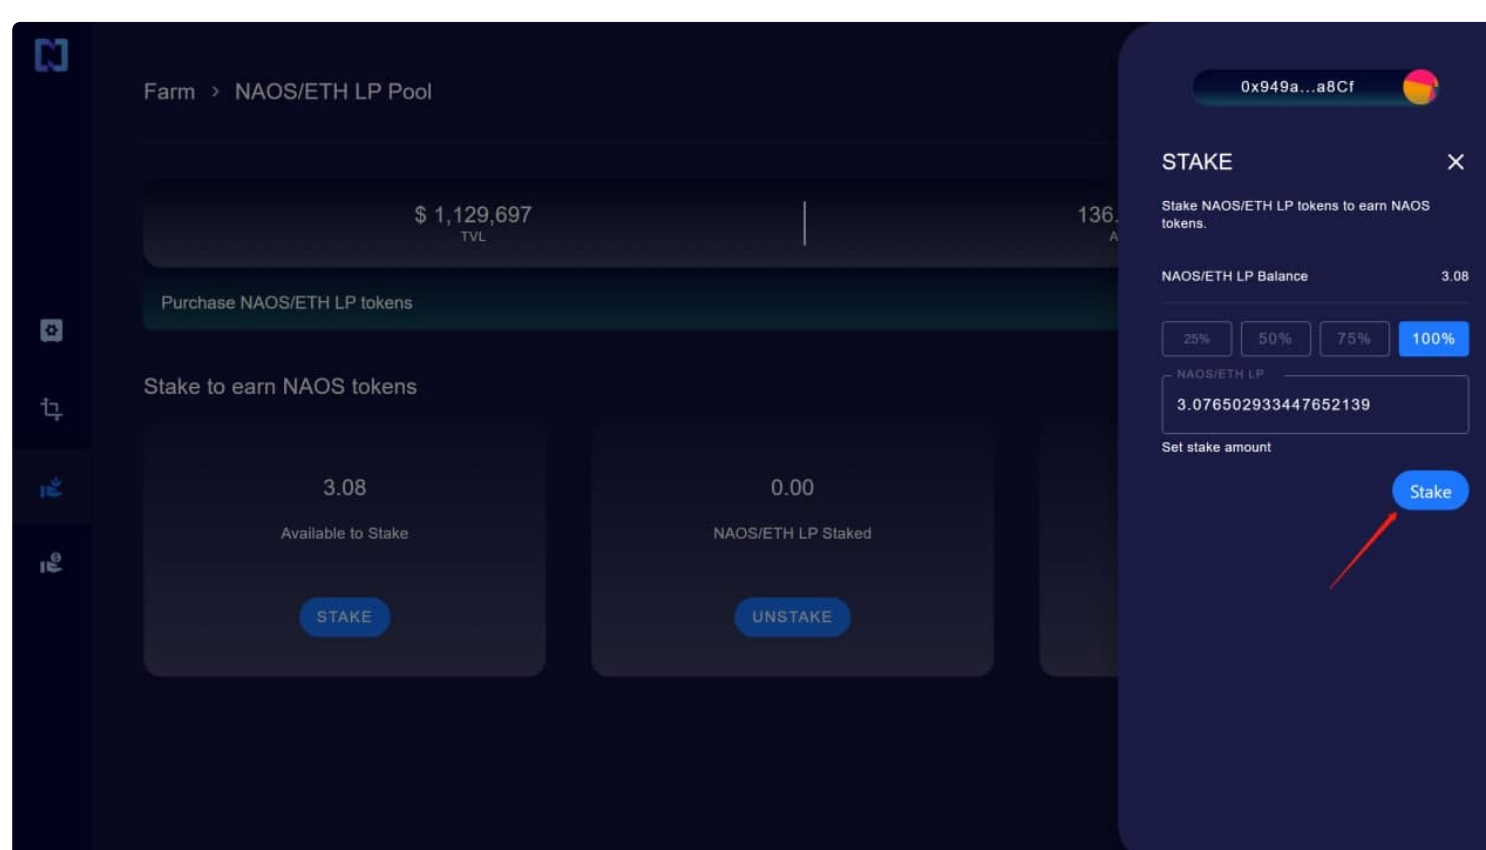 Farm > NAOS/ETH LP Pool
$ 1,129,697
TVL
136.
A
Purchase NAOS/ETH LP tokens
Stake to earn NAOS tokens
3.08
Available to Stake
STAKE
0.00
NAOS/ETH LP Staked
UNSTAKE
0x949a...a8Cf
STAKE
Stake NAOS/ETH LP tokens to earn NAOS
tokens.
NAOS/ETH LP Balance 3.08
25% 50% 75% 100%
NAOS/ETH LP
3.076502933447652139
Set stake amount
Stake